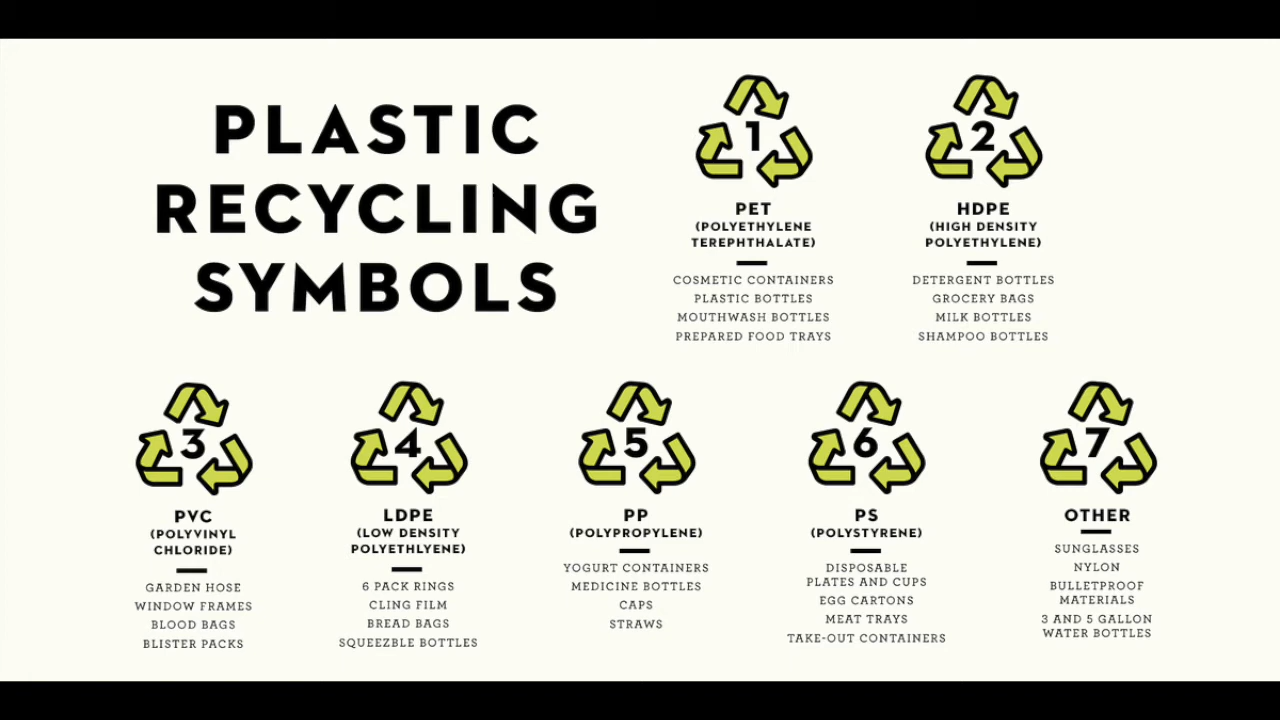 PLASTIC
RECYCLING
SYMBOLS
1
PET
(POLYETHYLENE
TEREPHTHALATE)
COSMETIC CONTAINERS
PLASTIC BOTTLES
MOUTHWASH BOTTLES
PREPARED FOOD TRAYS
2
HDPE
(HIGH DENSITY
POLYETHYLENE)
DETERGENT BOTTLES
GROCERY BAGS
MILK BOTTLES
SHAMPOO BOTTLES
3
PVC
(POLYVINYL
CHLORIDE)
GARDEN HOSE
WINDOW FRAMES
BLOOD BAGS
BLISTER PACKS
4
LDPE
(LOW DENSITY
POLYETHLYENE)
6 PACK RINGS
CLING FILM
BREAD BAGS
SQUEEZBLE BOTTLES
5
PP
(POLYPROPYLENE)
YOGURT CONTAINERS
MEDICINE BOTTLES
CAPS
STRAWS
6
PS
(POLYSTYRENE)
DISPOSABLE
PLATES AND CUPS
EGG CARTONS
MEAT TRAYS
TAKE-OUT CONTAINERS
7
OTHER
SUNGLASSES
NYLON
BULLETPROOF
MATERIALS
3 AND 5 GALLON
WATER BOTTLES